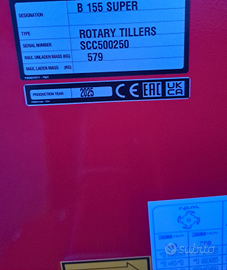 DESIGNATION B 155 SUPER
TYPE ROTARY TILLERS
SERIAL NUMBER SCC500250
MAX. UNLADEN MASS (KG) 579
MAX. LADEN MASS (KG)
PRODUCTION YEAR 2025 CE EAC UK CA
subito